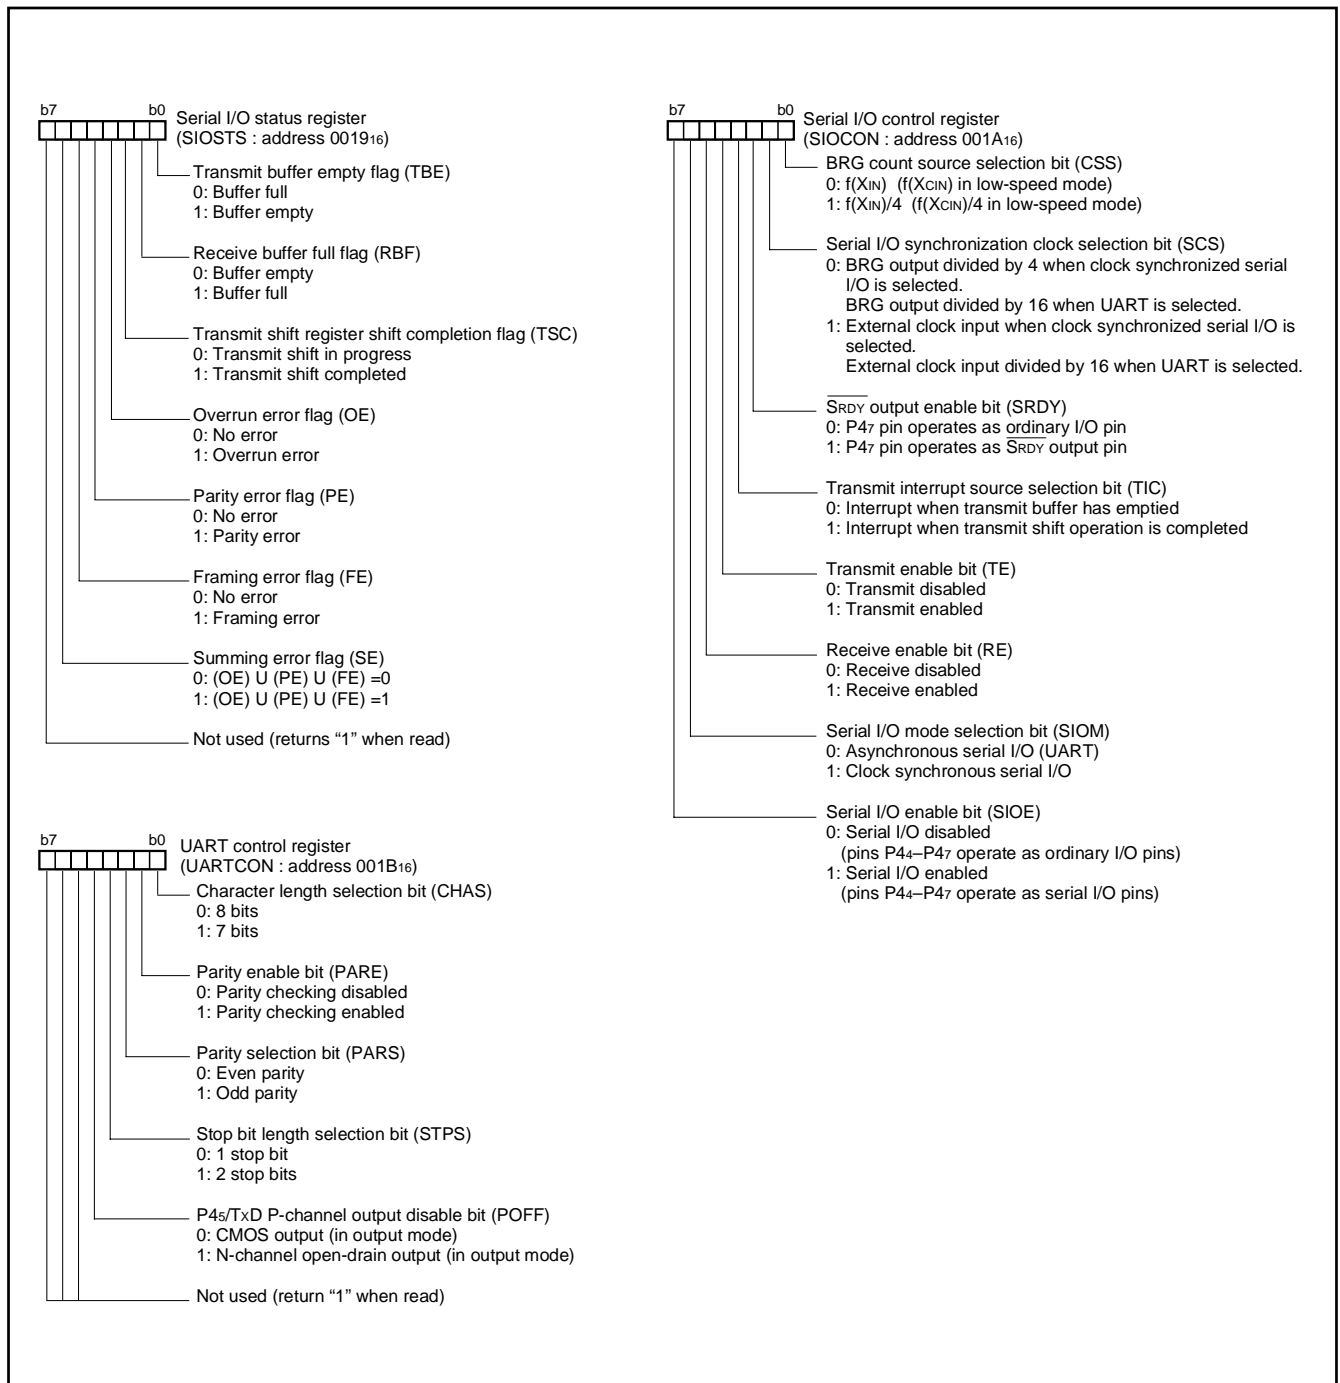 b7 b0
Serial I/O status register
(SIOSTS : address 001916)
Transmit buffer empty flag (TBE)
0: Buffer full
1: Buffer empty
Receive buffer full flag (RBF)
0: Buffer empty
1: Buffer full
Transmit shift register shift completion flag (TSC)
0: Transmit shift in progress
1: Transmit shift completed
Overrun error flag (OE)
0: No error
1: Overrun error
Parity error flag (PE)
0: No error
1: Parity error
Framing error flag (FE)
0: No error
1: Framing error
Summing error flag (SE)
0: (OE) U (PE) U (FE) =0
1: (OE) U (PE) U (FE) =1
Not used (returns “1” when read)
b7 b0
UART control register
(UARTCON : address 001B16)
Character length selection bit (CHAS)
0: 8 bits
1: 7 bits
Parity enable bit (PARE)
0: Parity checking disabled
1: Parity checking enabled
Parity selection bit (PARS)
0: Even parity
1: Odd parity
Stop bit length selection bit (STPS)
0: 1 stop bit
1: 2 stop bits
P45/TxD P-channel output disable bit (POFF)
0: CMOS output (in output mode)
1: N-channel open-drain output (in output mode)
Not used (return “1” when read)
b7 b0
Serial I/O control register
(SIOCON : address 001A16)
BRG count source selection bit (CSS)
0: f(XIN) (f(XCIN) in low-speed mode)
1: f(XIN)/4 (f(XCIN)/4 in low-speed mode)
Serial I/O synchronization clock selection bit (SCS)
0: BRG output divided by 4 when clock synchronized serial
I/O is selected.
BRG output divided by 16 when UART is selected.
1: External clock input when clock synchronized serial I/O is
selected.
External clock input divided by 16 when UART is selected.
SRDY output enable bit (SRDY)
0: P47 pin operates as ordinary I/O pin
1: P47 pin operates as SRDY output pin
Transmit interrupt source selection bit (TIC)
0: Interrupt when transmit buffer has emptied
1: Interrupt when transmit shift operation is completed
Transmit enable bit (TE)
0: Transmit disabled
1: Transmit enabled
Receive enable bit (RE)
0: Receive disabled
1: Receive enabled
Serial I/O mode selection bit (SIOM)
0: Asynchronous serial I/O (UART)
1: Clock synchronous serial I/O
Serial I/O enable bit (SIOE)
0: Serial I/O disabled
(pins P44–P47 operate as ordinary I/O pins)
1: Serial I/O enabled
(pins P44–P47 operate as serial I/O pins)